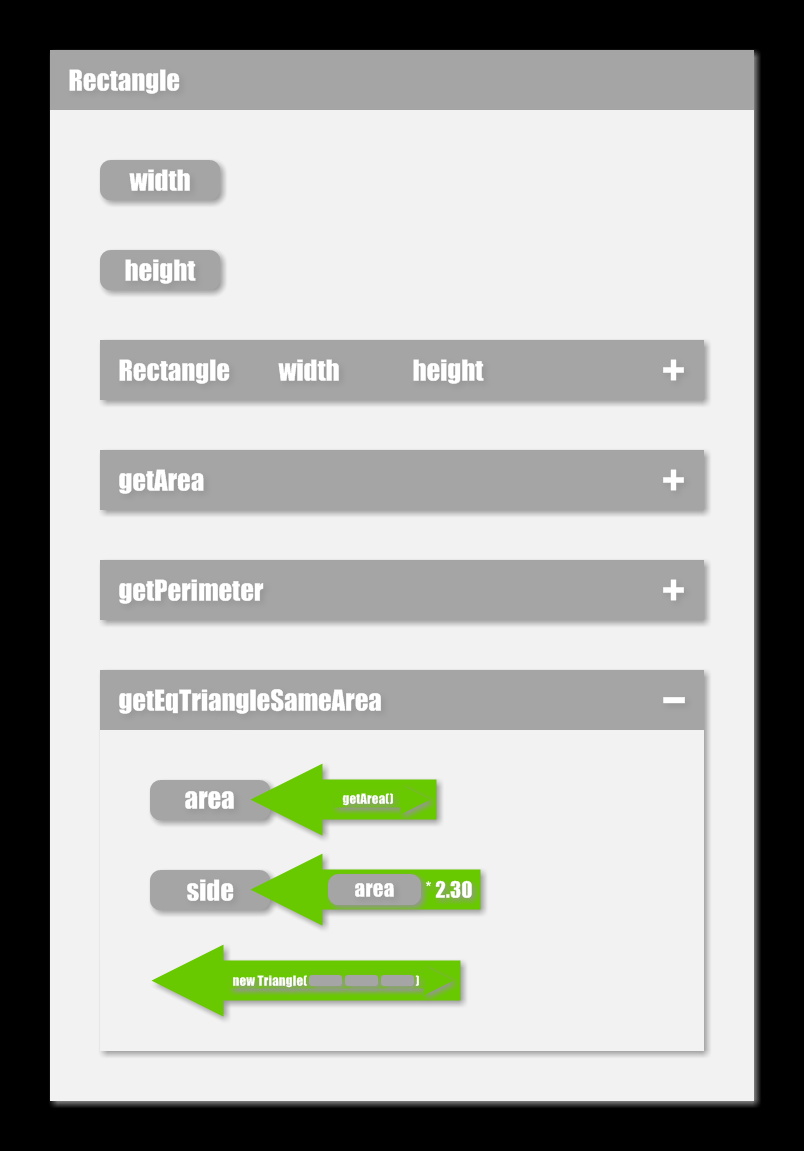 Rectangle
width
height
Rectangle width height +
getArea +
getPerimeter +
getEqTriangleSameArea −
area getArea()
side area * 2.30
new Triangle( )